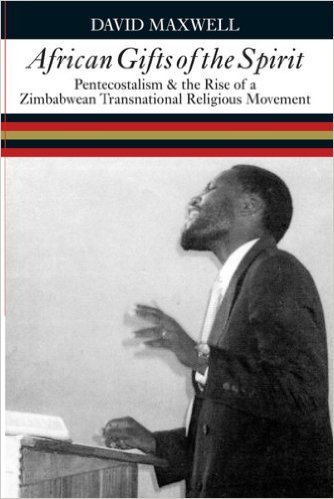 DAVID MAXWELL
African Gifts of the Spirit
Pentecostalism & the Rise of a
Zimbabwean Transnational Religious Movement